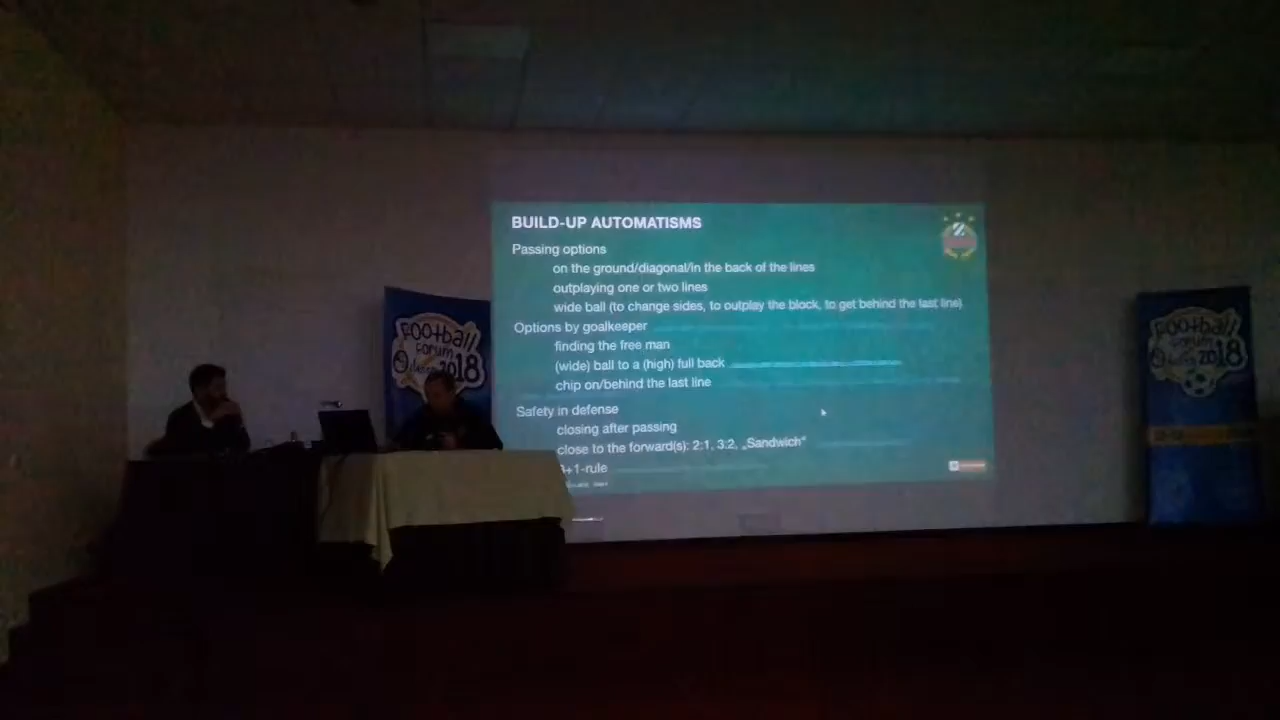 BUILD-UP AUTOMATISMS
Passing options
on the ground/diagonal/in the back of the lines
outplaying one or two lines
wide ball (to change sides, to outplay the block, to get behind the last line)
Options by goalkeeper
finding the free man
(wide) ball to a (high) full back
chip on/behind the last line
Safety in defense
closing after passing
close to the forward(s): 2:1, 3:2, „Sandwich“
+1-rule
Football
Forum
2018
Football
Forum
2018